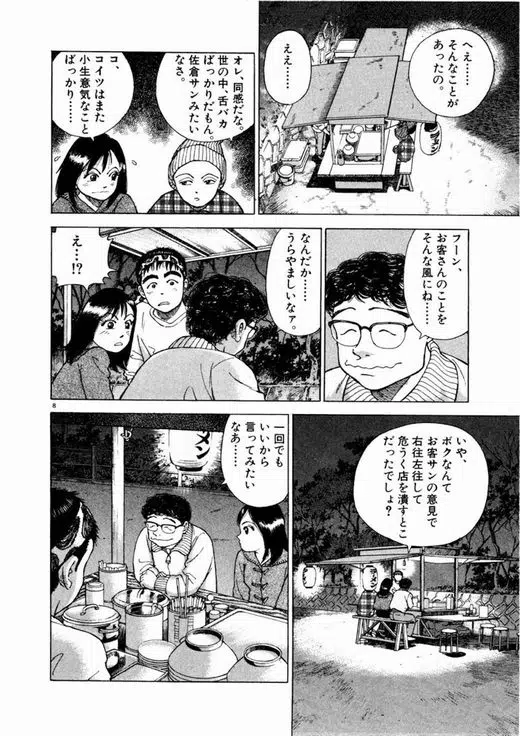 へえ……
そんなことが
あったの。
ええ……
オレ、同感だな。
世の中、舌バカ
ばっかりだもん。
佐倉サンみたい
なさ。
コ、
コイツはまた
小生意気なこと
ばっかり……
フーン、
お客さんのことを
そんな風にね……
なんだか……
うらやましいなァ。
え…!?
8
いや、
ボクなんて
お客サンの意見で
右往左往して
危うく店を潰すとこ
だったでしょ?
一回でも
いいから
言ってみたい
なあ……
メン